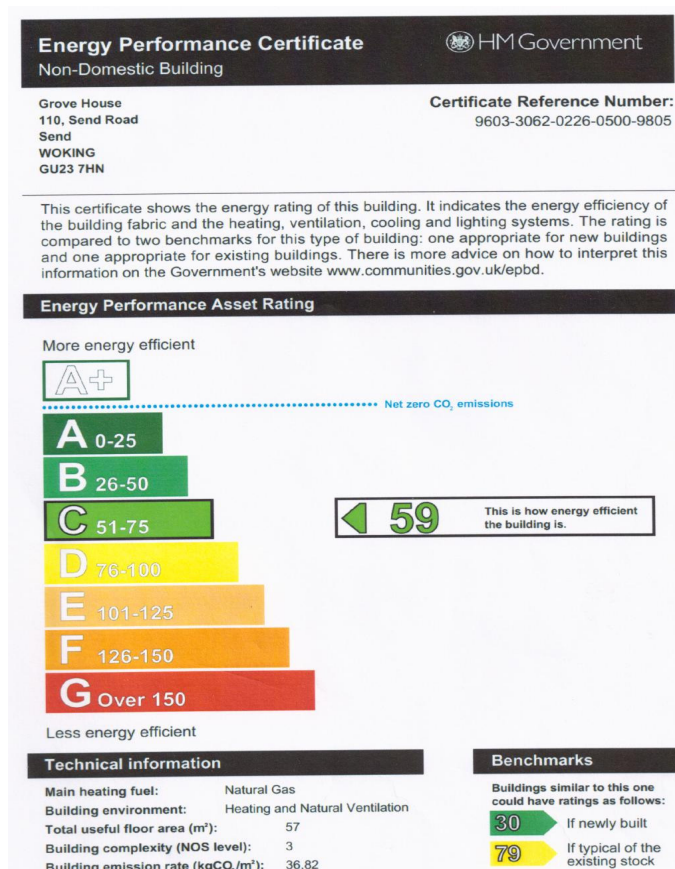 Energy Performance Certificate
HM Government
Non-Domestic Building
Grove House
110, Send Road
Send
WOKING
GU23 7HN
Certificate Reference Number:
9603-3062-0226-0500-9805
This certificate shows the energy rating of this building. It indicates the energy efficiency of
the building fabric and the heating, ventilation, cooling and lighting systems. The rating is
compared to two benchmarks for this type of building: one appropriate for new buildings
and one appropriate for existing buildings. There is more advice on how to interpret this
information on the Government's website www.communities.gov.uk/epbd.
Energy Performance Asset Rating
More energy efficient
A+
Net zero CO₂ emissions
A 0-25
B 26-50
C 51-75
59
This is how energy efficient
the building is.
D 76-100
E 101-125
F 126-150
G Over 150
Less energy efficient
Technical information
Main heating fuel: Natural Gas
Building environment: Heating and Natural Ventilation
Total useful floor area (m²): 57
Building complexity (NOS level): 3
Building emission rate (kgCO₂/m²): 36.82
Benchmarks
Buildings similar to this one
could have ratings as follows:
30 If newly built
79 If typical of the
existing stock